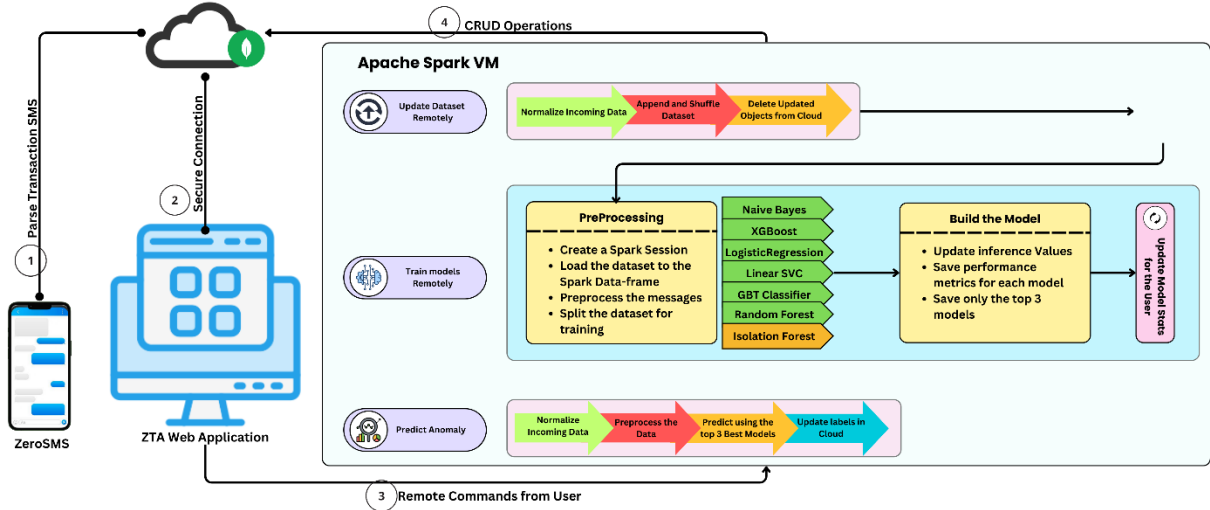 4
CRUD Operations
Parse Transaction SMS
1
2
Secure Connection
ZeroSMS
ZTA Web Application
3
Remote Commands from User
Apache Spark VM
Update Dataset
Remotely
Normalize Incoming Data
Append and Shuffle
Dataset
Delete Updated
Objects from Cloud
Train models
Remotely
PreProcessing
• Create a Spark Session
• Load the dataset to the
Spark Data-frame
• Preprocess the messages
• Split the dataset for
training
Naive Bayes
XGBoost
LogisticRegression
Linear SVC
GBT Classifier
Random Forest
Isolation Forest
Build the Model
• Update inference Values
• Save performance
metrics for each model
• Save only the top 3
models
Update Model Stats
for the User
Predict Anomaly
Normalize
Incoming Data
Preprocess the
Data
Predict using the
top 3 Best Models
Update labels in
Cloud